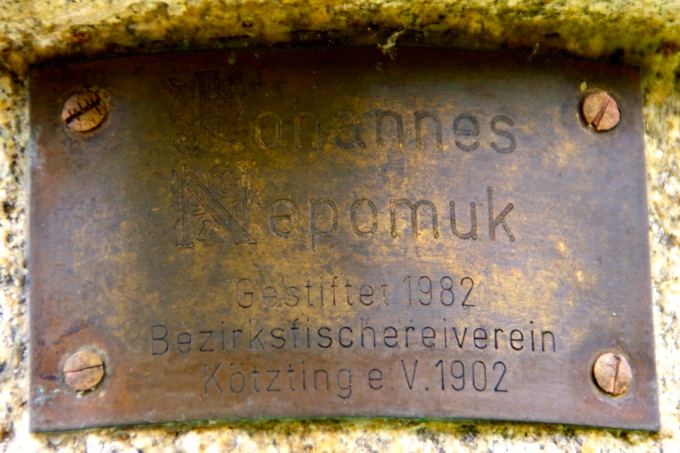 Johannes
Nepomuk
Gestiftet 1982
Bezirksfischereiverein
Kötzting e.V. 1902